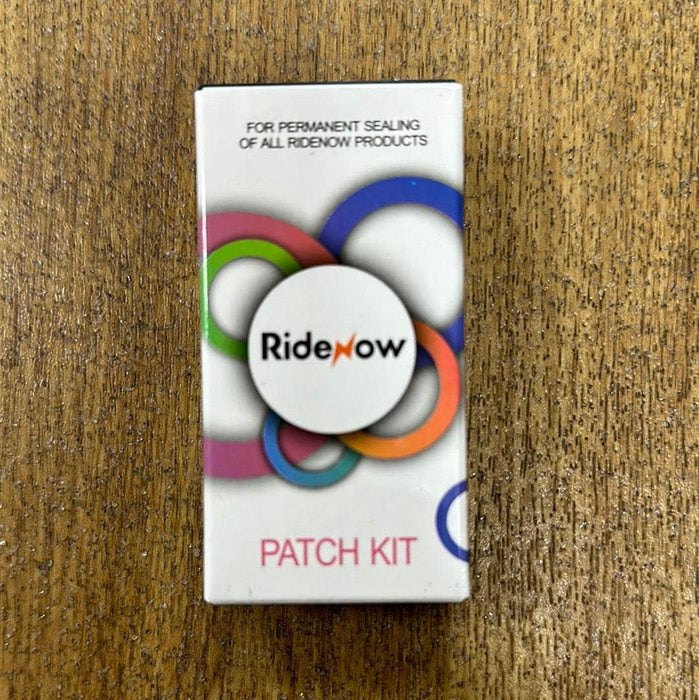 FOR PERMANENT SEALING
OF ALL RIDENOW PRODUCTS
RideNow
PATCH KIT